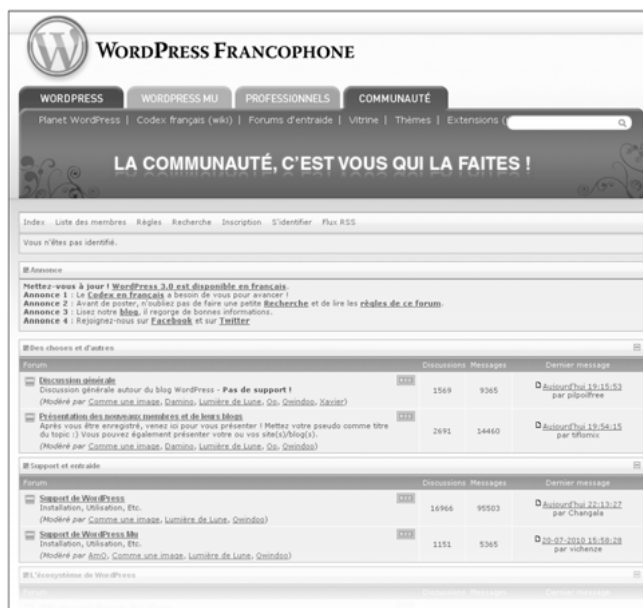 WORDPRESS FRANCOPHONE
WORDPRESS WORDPRESS MU PROFESSIONNELS COMMUNAUTÉ
Planet WordPress | Codex français (wiki) | Forums d'entraide | Vitrine | Thèmes | Extensions
LA COMMUNAUTÉ, C'EST VOUS QUI LA FAITES !
Index Liste des membres Règles Recherche Inscription S'identifier Flux RSS
Vous n'êtes pas identifié.
Annonce
Mettez-vous à jour ! WordPress 3.0 est disponible en français.
Annonce 1 : Le Codex en français a besoin de vous pour avancer !
Annonce 2 : Avant de poster, n'oubliez pas de faire une petite Recherche et de lire les règles de ce forum.
Annonce 3 : Lisez notre blog, il regorge de bonnes informations.
Annonce 4 : Rejoignez-nous sur Facebook et sur Twitter
Des choses et d'autres
Forum Discussions Messages Dernier message
Discussion générale
Discussion générale autour du blog WordPress - Pas de support !
(Modéré par Comme une image, Damino, Lumière de Lune, Os, Qwindoo, Xavier)
1569 9365 Aujourd'hui 19:15:53
par pilpoilfree
Présentation des nouveaux membres et de leurs blogs
Après vous être enregistré, venez ici pour vous présenter ! Mettez votre pseudo comme titre
du topic :) Vous pouvez également présenter votre ou vos site(s)/blog(s).
(Modéré par Comme une image, Damino, Lumière de Lune, Os, Qwindoo)
2691 14460 Aujourd'hui 19:54:15
par tiflomix
Support et entraide
Forum Discussions Messages Dernier message
Support de WordPress
Installation, Utilisation, Etc.
(Modéré par Comme une image, Lumière de Lune, Qwindoo)
16966 95503 Aujourd'hui 22:13:27
par Changala
Support de WordPress Mu
Installation, Utilisation, Etc.
(Modéré par AmO, Comme une image, Lumière de Lune, Qwindoo)
1151 5365 20-07-2010 15:58:28
par vichenze
L'écosystème de WordPress
Forum Discussions Messages Dernier message